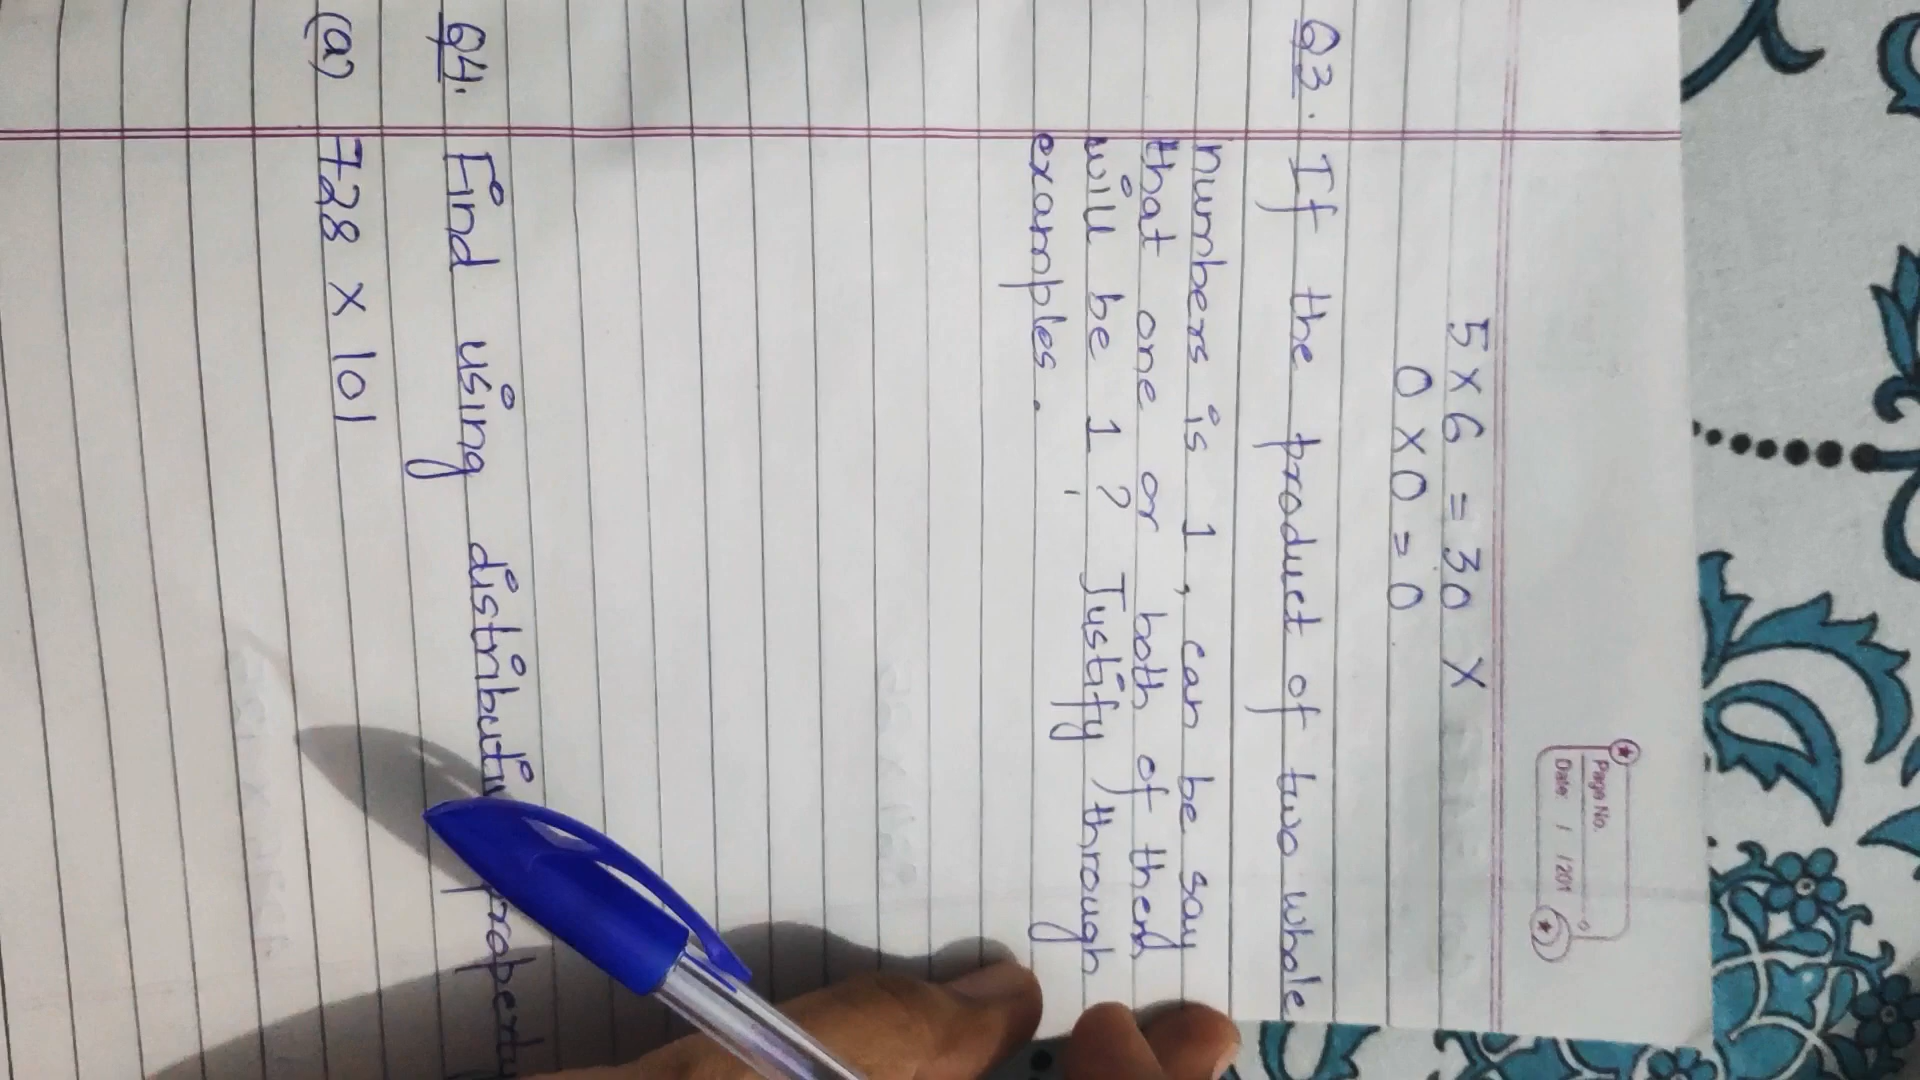 Page No.
Date: / /201
5 × 6 = 30 ×
0 × 0 = 0
Q3. If the product of two whole
numbers is 1, can be say
that one or both of them
will be 1? Justify through
examples.
Q4. Find using property
(a) 728 × 101